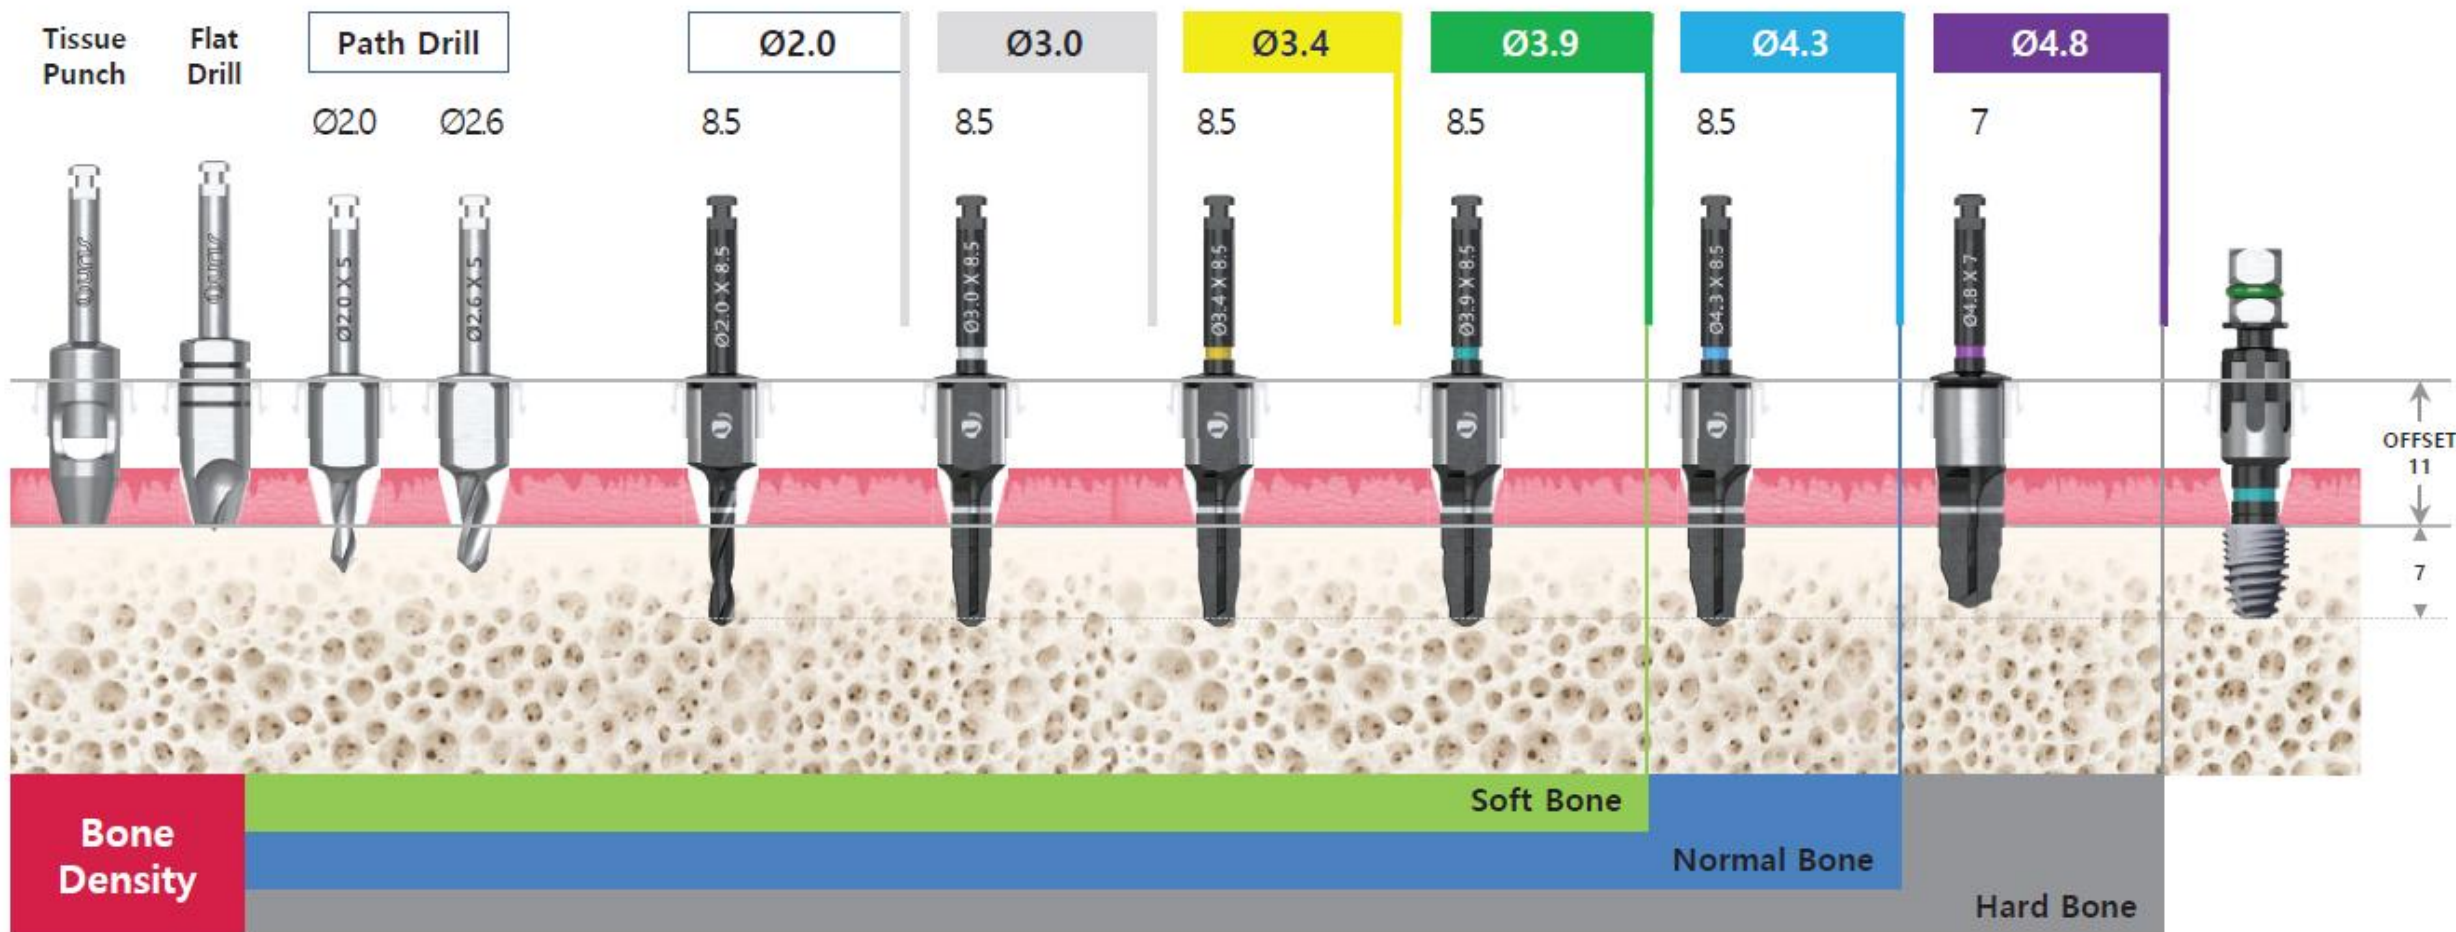 Tissue
Punch
Flat
Drill
Path Drill
Ø2.0
Ø3.0
Ø3.4
Ø3.9
Ø4.3
Ø4.8
Ø2.0
Ø2.6
8.5
8.5
8.5
8.5
8.5
7
Ø2.0 X 5
Ø2.6 X 5
Ø2.0 X 8.5
Ø3.0 X 8.5
Ø3.4 X 8.5
Ø3.9 X 8.5
Ø4.3 X 8.5
Ø4.8 X 7
OFFSET
11
7
Bone
Density
Soft Bone
Normal Bone
Hard Bone